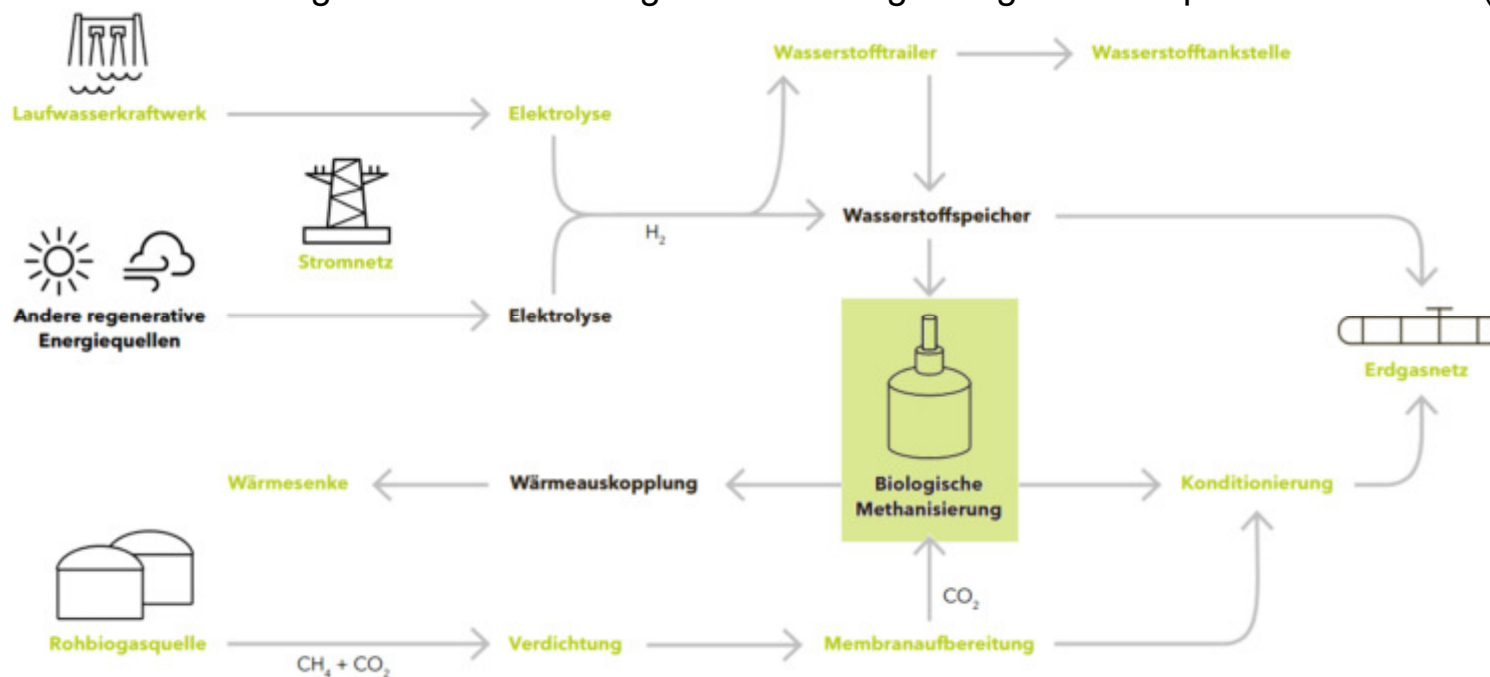 Wasserstofftrailer
Wasserstofftankstelle
Laufwasserkraftwerk
Elektrolyse
Wasserstoffspeicher
H₂
Stromnetz
Andere regenerative
Energiequellen
Elektrolyse
Erdgasnetz
Wärmesenke
Wärmeauskopplung
Biologische
Methanisierung
Konditionierung
CO₂
Rohbiogasquelle
Verdichtung
Membranaufbereitung
CH₄ + CO₂